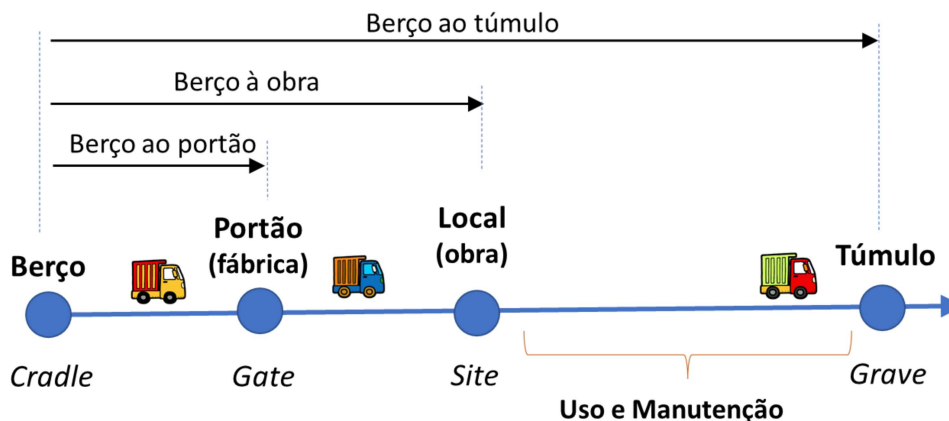 Berço ao túmulo
Berço à obra
Berço ao portão
Berço
Portão
(fábrica)
Local
(obra)
Túmulo
Cradle
Gate
Site
Grave
Uso e Manutenção